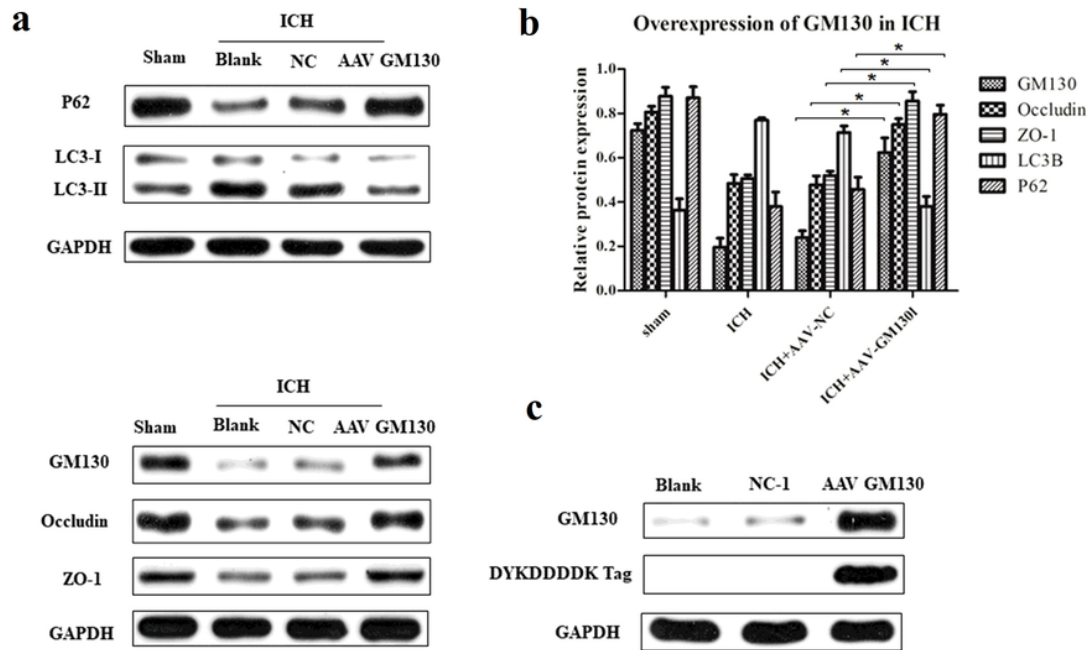 a
ICH
Sham Blank NC AAV GM130
P62
LC3-I
LC3-II
GAPDH
ICH
Sham Blank NC AAV GM130
GM130
Occludin
ZO-1
GAPDH
b
Overexpression of GM130 in ICH
Relative protein expression
1.0
0.8
0.6
0.4
0.2
0.0
*
*
*
*
*
sham
ICH
ICH+AAV-NC
ICH+AAV-GM130l
GM130
Occludin
ZO-1
LC3B
P62
c
Blank NC-1 AAV GM130
GM130
DYKDDDDK Tag
GAPDH